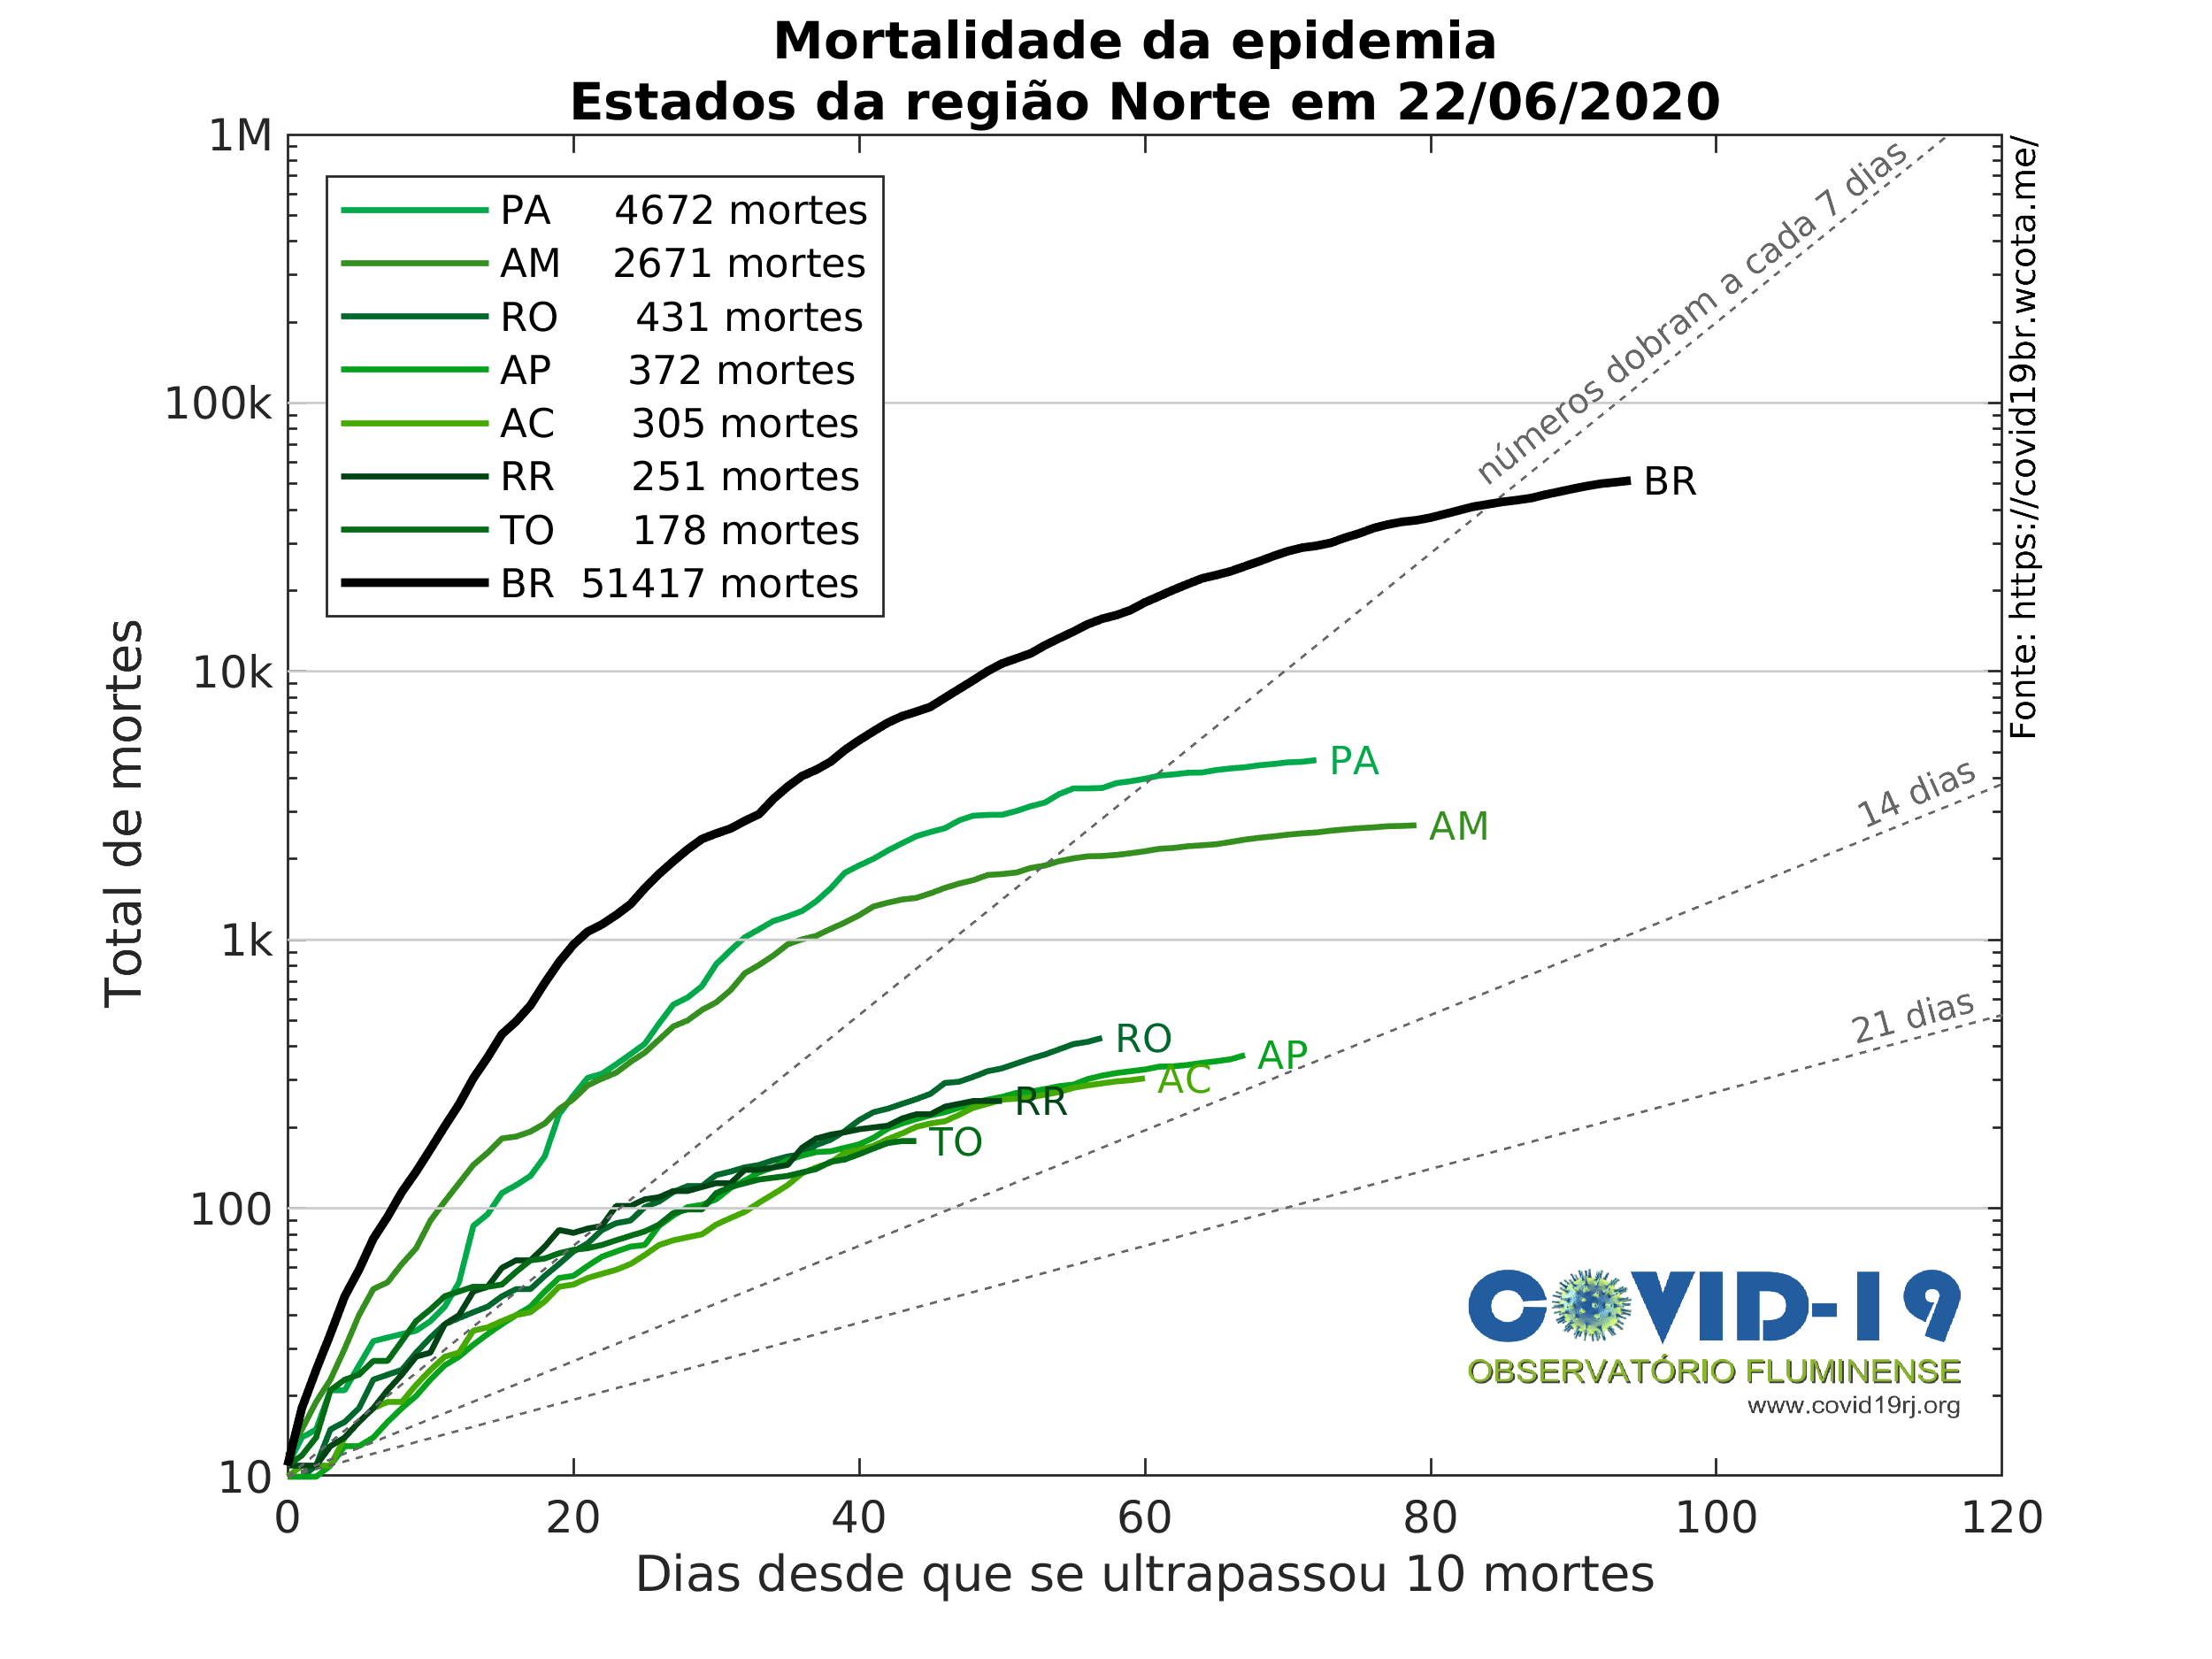 Mortalidade da epidemia
Estados da região Norte em 22/06/2020
1M
100k
10k
1k
100
10
Total de mortes
PA 4672 mortes
AM 2671 mortes
RO 431 mortes
AP 372 mortes
AC 305 mortes
RR 251 mortes
TO 178 mortes
BR 51417 mortes
números dobram a cada 7 dias
14 dias
21 dias
BR
PA
AM
RO
AP
AC
RR
TO
Fonte: https://covid19br.wcota.me/
COVID-19
OBSERVATÓRIO FLUMINENSE
www.covid19rj.org
0 20 40 60 80 100 120
Dias desde que se ultrapassou 10 mortes